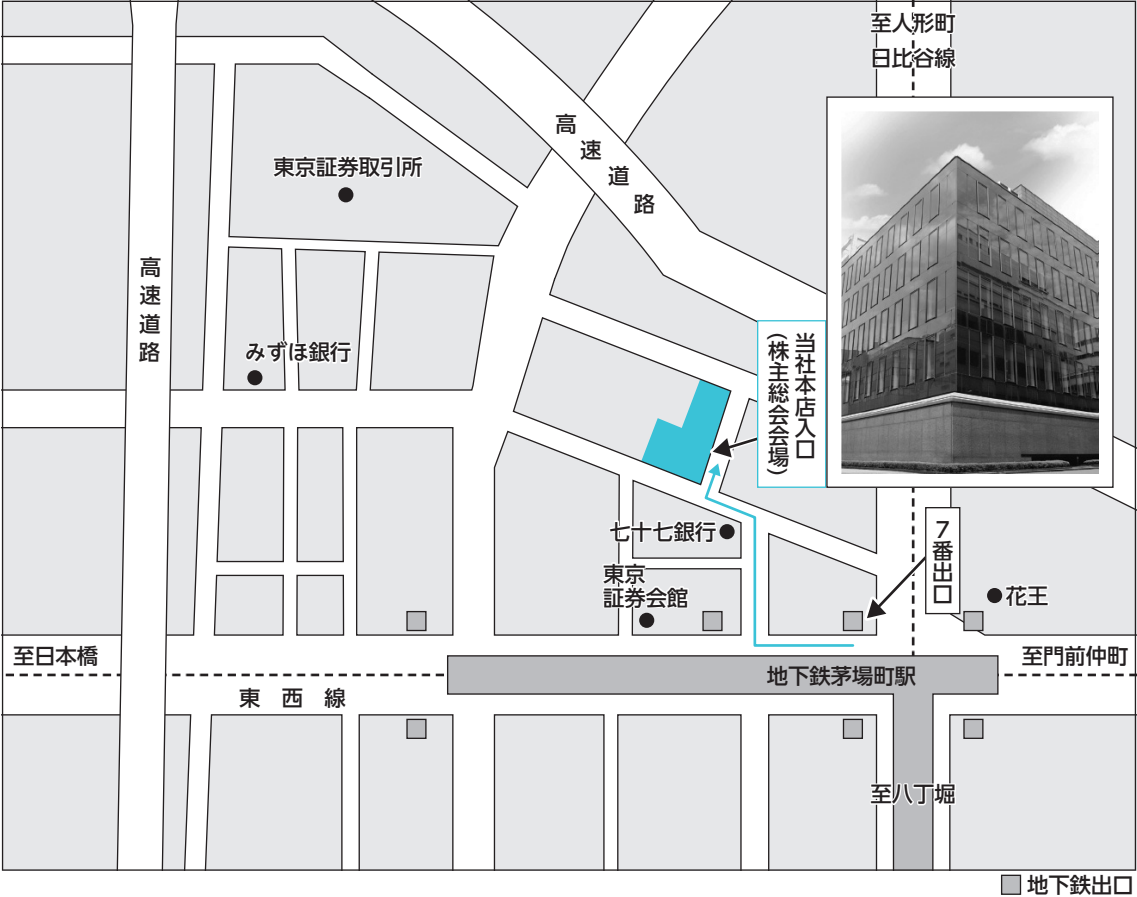 至人形町
日比谷線
高速道路
東京証券取引所
高速道路
みずほ銀行
当社本店入口
(株主総会会場)
七十七銀行
7番出口
東京
証券会館
花王
至日本橋
至門前仲町
地下鉄茅場町駅
東西線
至八丁堀
地下鉄出口